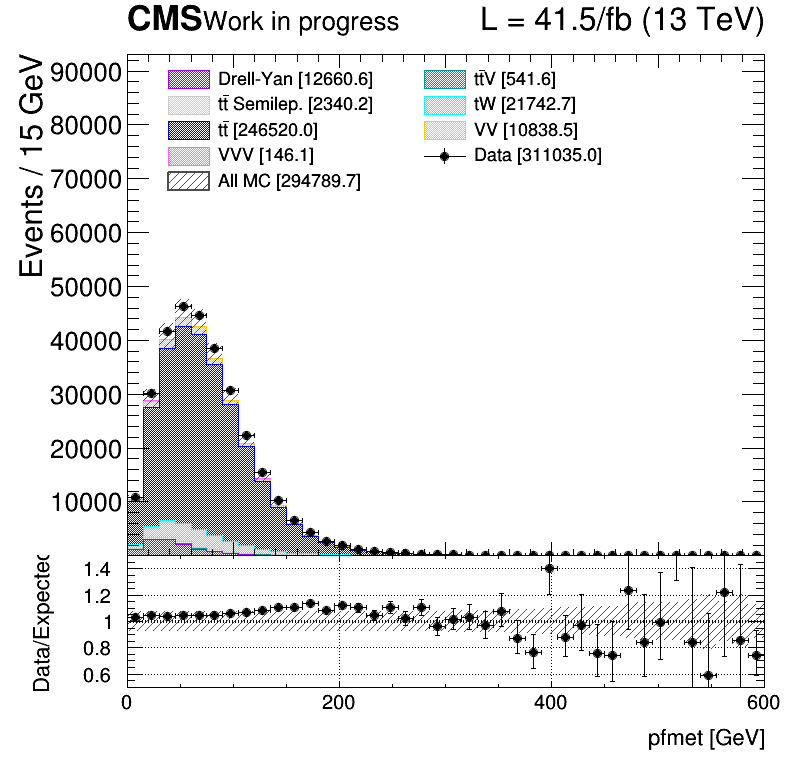 CMS Work in progress L = 41.5/fb (13 TeV)
Events / 15 GeV
90000
80000
70000
60000
50000
40000
30000
20000
10000
Drell-Yan [12660.6]
tt̄ Semilep. [2340.2]
tt̄ [246520.0]
VVV [146.1]
All MC [294789.7]
tt̄V [541.6]
tW [21742.7]
VV [10838.5]
Data [311035.0]
Data/Expected
1.4
1.2
1
0.8
0.6
0 200 400 600
pfmet [GeV]